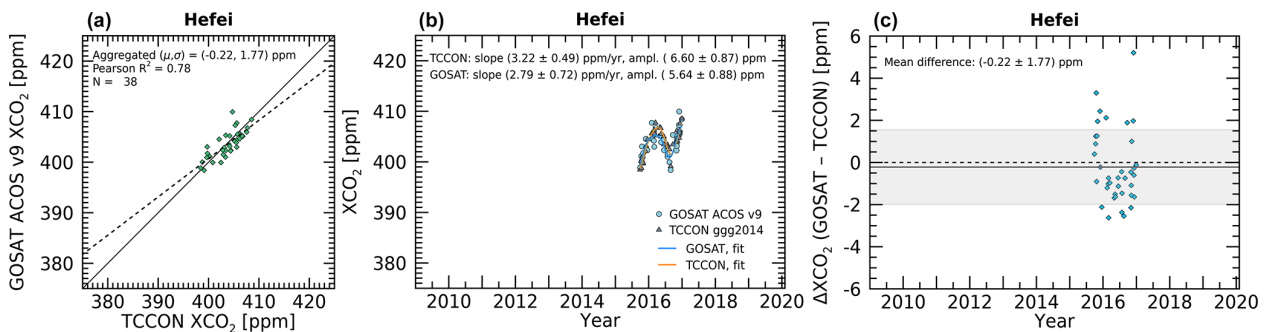 (a)
Hefei
Aggregated (μ,σ) = (-0.22, 1.77) ppm
Pearson R² = 0.78
N = 38
GOSAT ACOS v9 XCO₂ [ppm]
420
410
400
390
380
380 390 400 410 420
TCCON XCO₂ [ppm]
(b)
Hefei
TCCON: slope (3.22 ± 0.49) ppm/yr, ampl. ( 6.60 ± 0.87) ppm
GOSAT: slope (2.79 ± 0.72) ppm/yr, ampl. ( 5.64 ± 0.88) ppm
XCO₂ [ppm]
420
410
400
390
380
GOSAT ACOS v9
TCCON ggg2014
GOSAT, fit
TCCON, fit
2010 2012 2014 2016 2018 2020
Year
(c)
Hefei
Mean difference: (-0.22 ± 1.77) ppm
ΔXCO₂ (GOSAT − TCCON) [ppm]
6
4
2
0
-2
-4
-6
2010 2012 2014 2016 2018 2020
Year